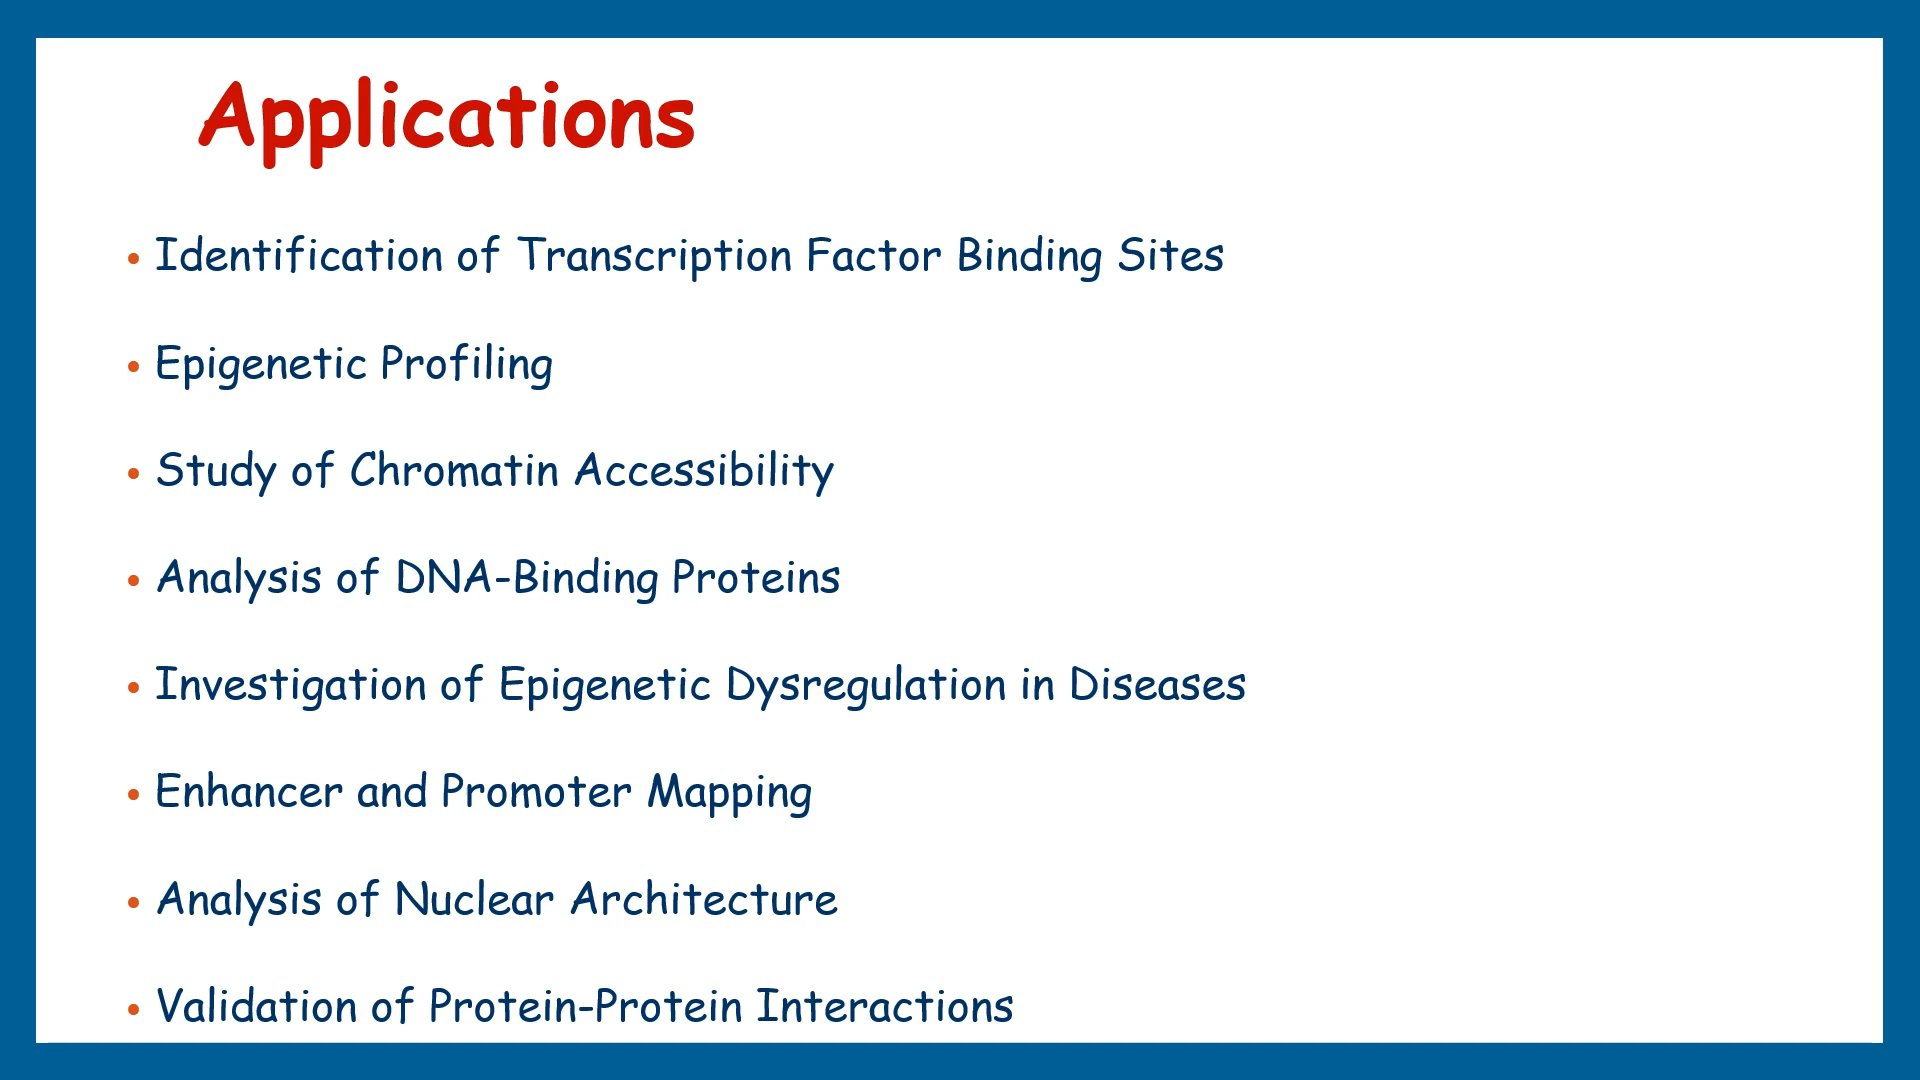 Applications
• Identification of Transcription Factor Binding Sites
• Epigenetic Profiling
• Study of Chromatin Accessibility
• Analysis of DNA-Binding Proteins
• Investigation of Epigenetic Dysregulation in Diseases
• Enhancer and Promoter Mapping
• Analysis of Nuclear Architecture
• Validation of Protein-Protein Interactions